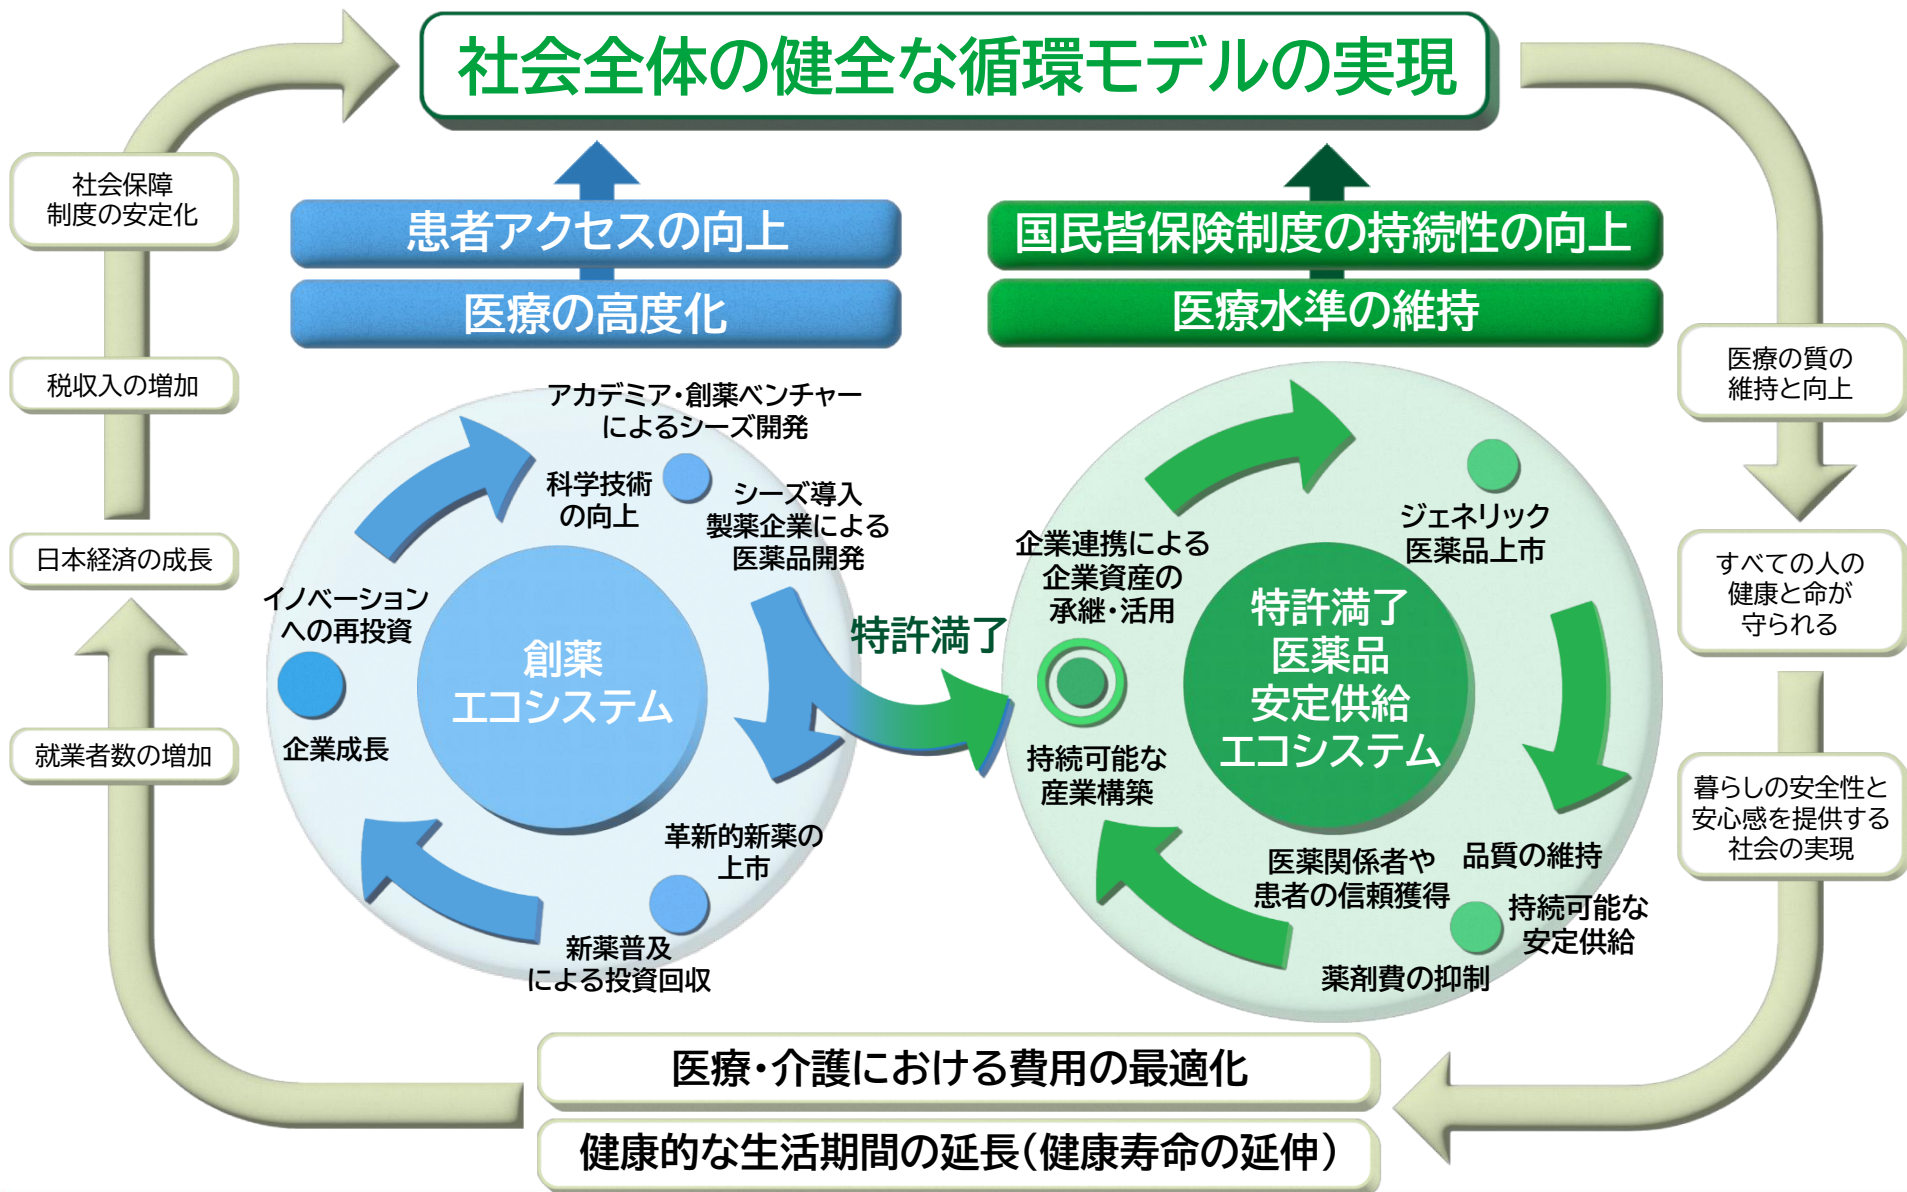 社会全体の健全な循環モデルの実現
社会保障
制度の安定化
税収入の増加
日本経済の成長
就業者数の増加
患者アクセスの向上
医療の高度化
国民皆保険制度の持続性の向上
医療水準の維持
アカデミア・創薬ベンチャー
によるシーズ開発
科学技術
の向上
シーズ導入
製薬企業による
医薬品開発
イノベーション
への再投資
企業成長
創薬
エコシステム
革新的新薬の
上市
新薬普及
による投資回収
特許満了
企業連携による
企業資産の
承継・活用
持続可能な
産業構築
ジェネリック
医薬品上市
特許満了
医薬品
安定供給
エコシステム
医薬関係者や
患者の信頼獲得
品質の維持
持続可能な
安定供給
薬剤費の抑制
医療の質の
維持と向上
すべての人の
健康と命が
守られる
暮らしの安全性と
安心感を提供する
社会の実現
医療・介護における費用の最適化
健康的な生活期間の延長（健康寿命の延伸）